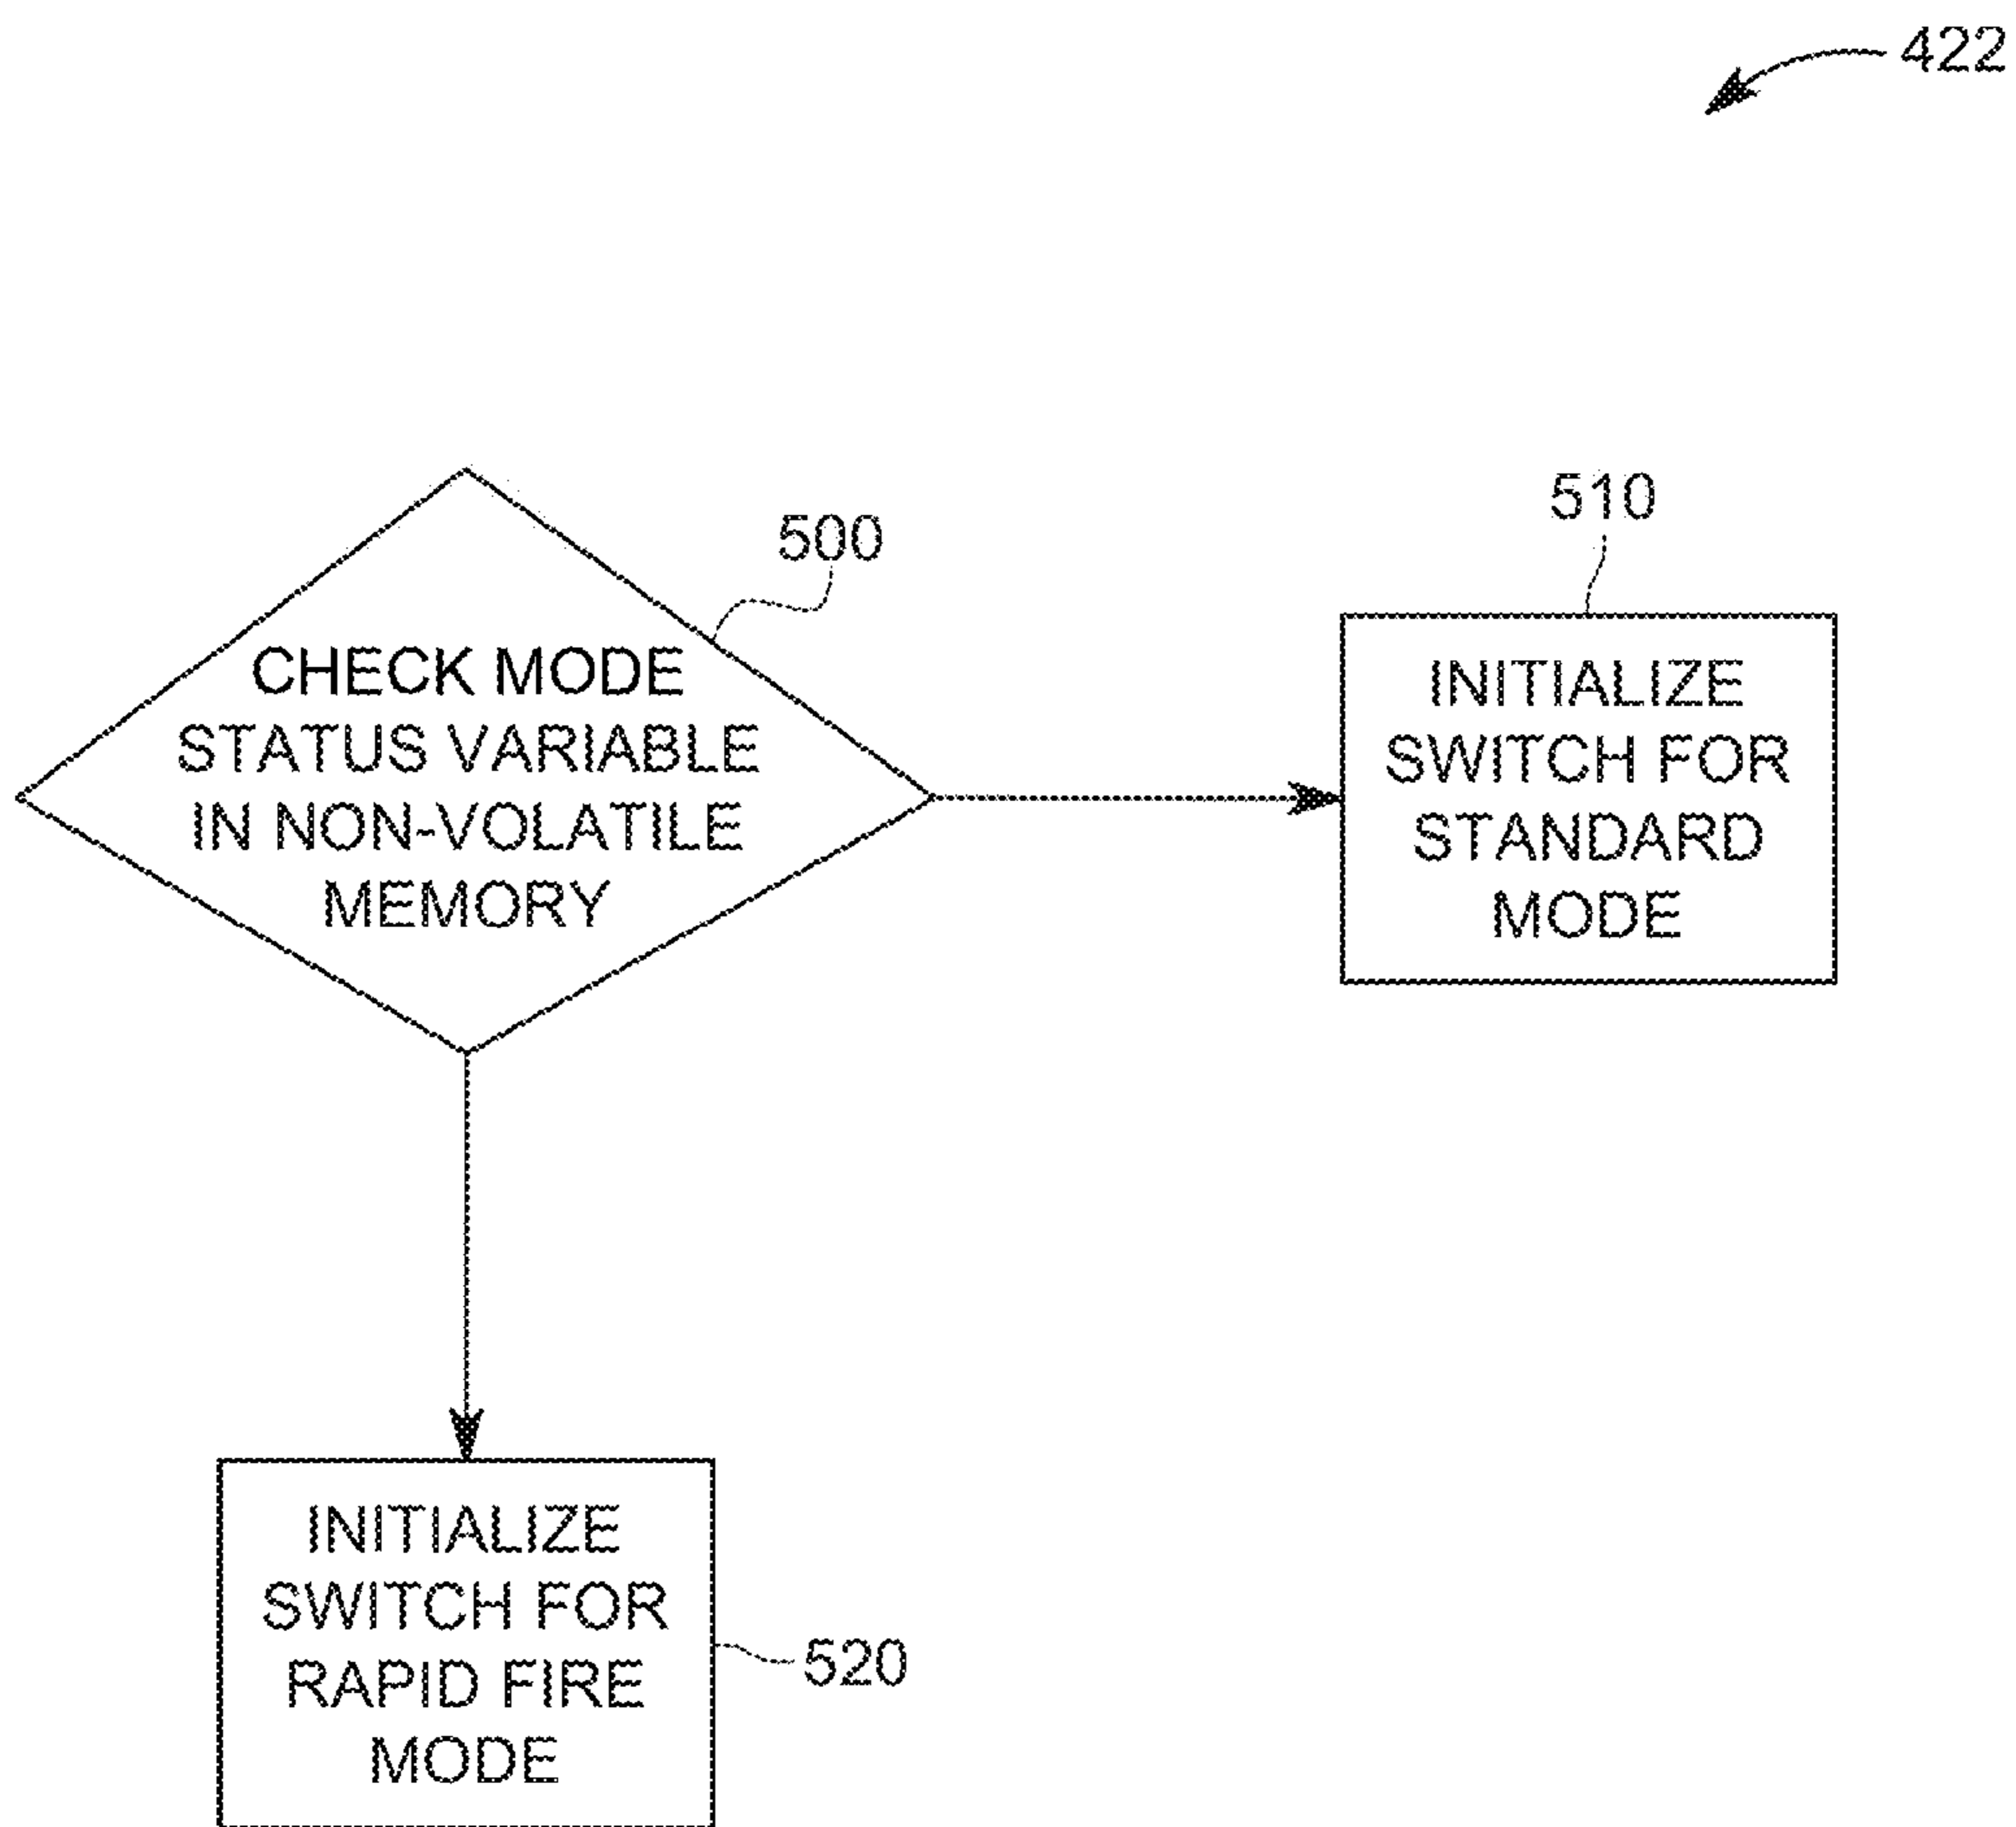 422
500
CHECK MODE
STATUS VARIABLE
IN NON-VOLATILE
MEMORY
510
INITIALIZE
SWITCH FOR
STANDARD
MODE
INITIALIZE
SWITCH FOR
RAPID FIRE
MODE
520